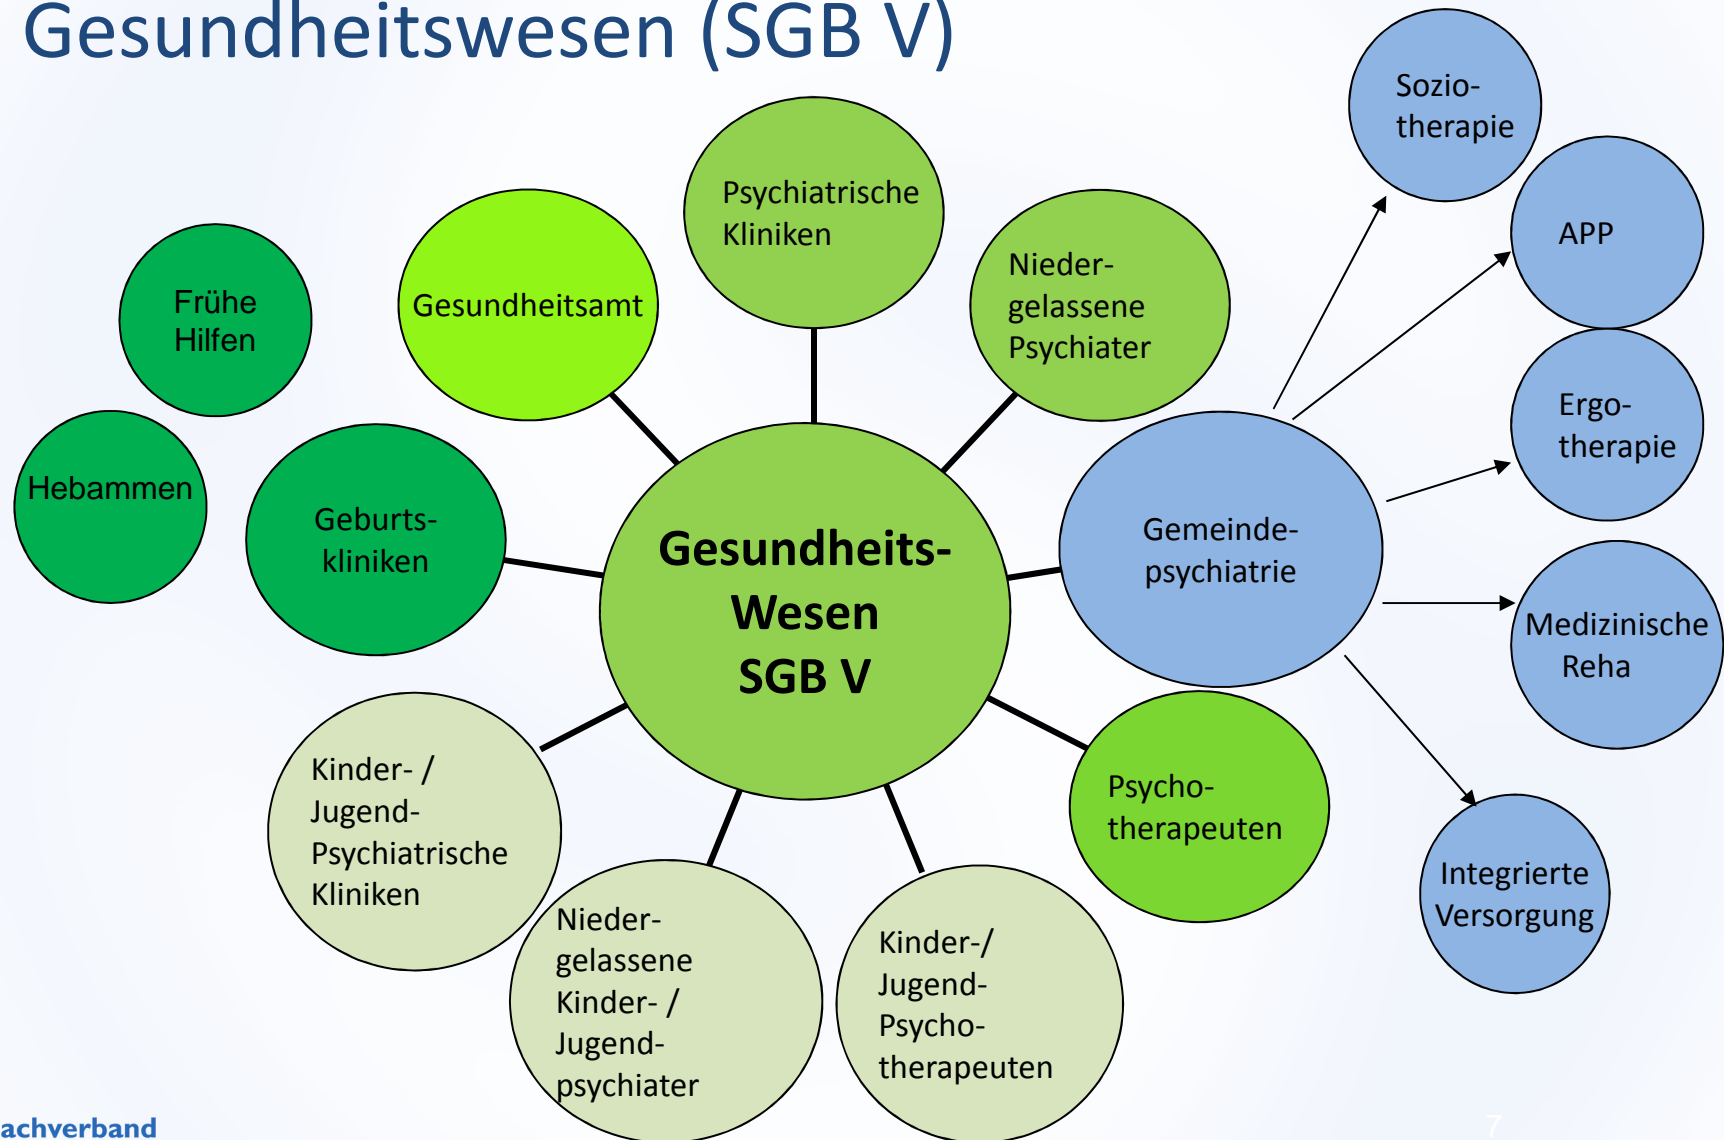 Gesundheitswesen (SGB V)
Sozio-
therapie
Psychiatrische
Kliniken
APP
Nieder-
gelassene
Psychiater
Gesundheitsamt
Frühe
Hilfen
Ergo-
therapie
Hebammen
Geburts-
kliniken
Gesundheits-
Wesen
SGB V
Gemeinde-
psychiatrie
Medizinische
Reha
Kinder- /
Jugend-
Psychiatrische
Kliniken
Psycho-
therapeuten
Integrierte
Versorgung
Nieder-
gelassene
Kinder- /
Jugend-
psychiater
Kinder-/
Jugend-
Psycho-
therapeuten
achverband
7